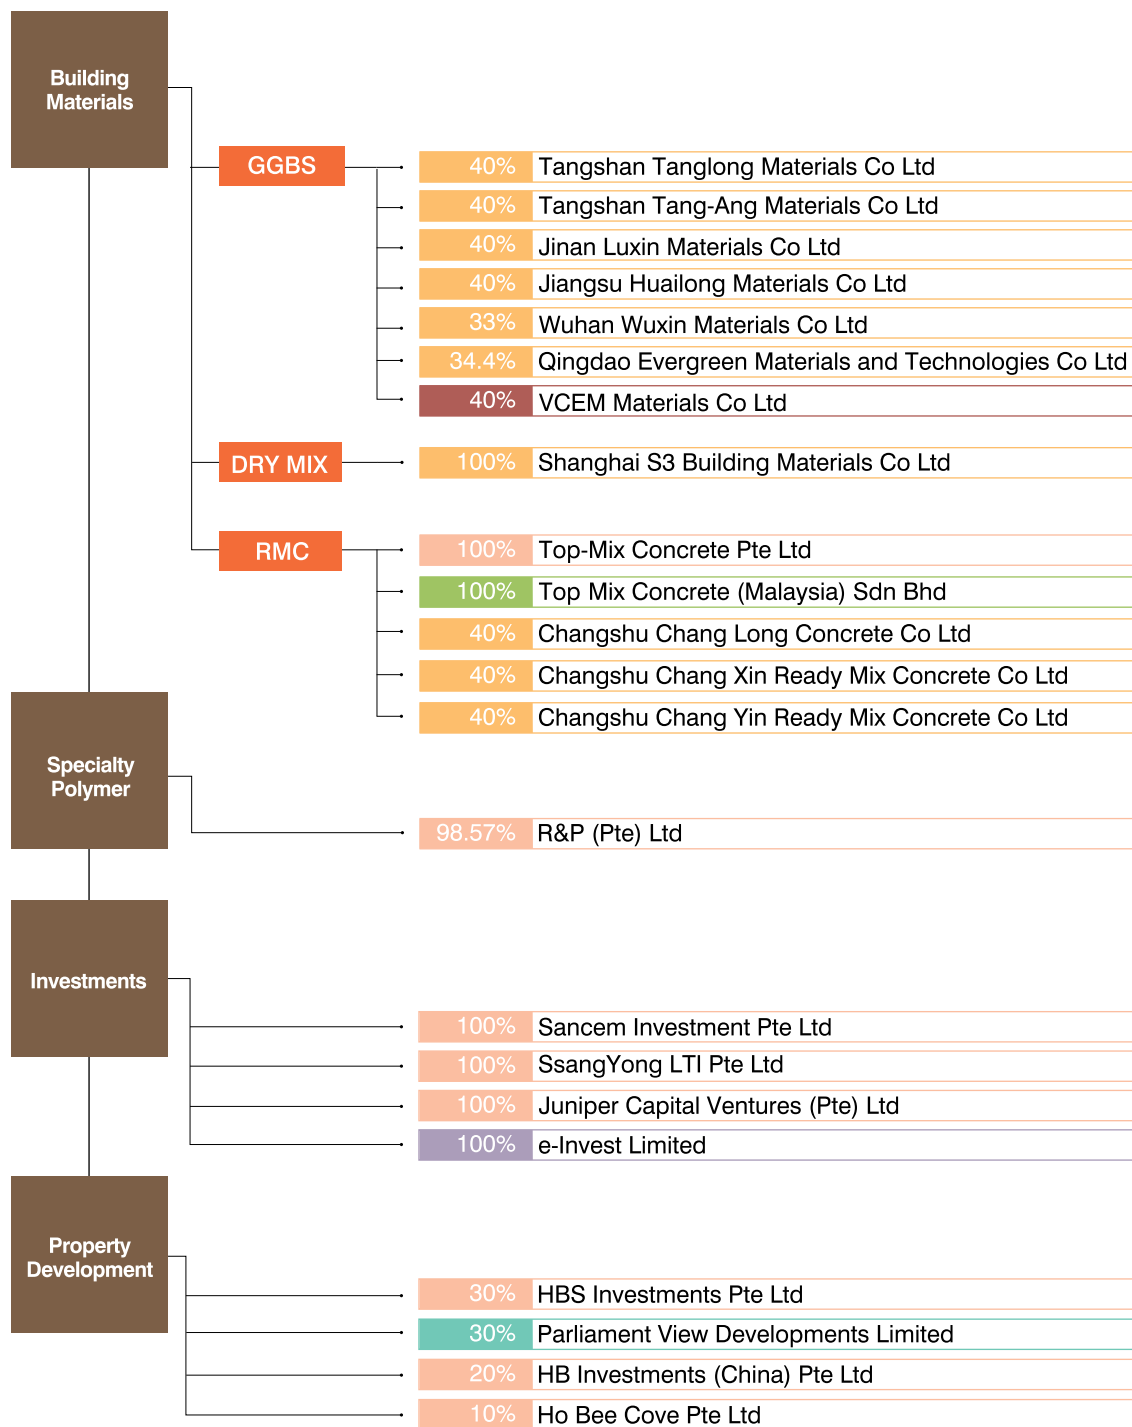 Building
Materials
GGBS
40% Tangshan Tanglong Materials Co Ltd
40% Tangshan Tang-Ang Materials Co Ltd
40% Jinan Luxin Materials Co Ltd
40% Jiangsu Huailong Materials Co Ltd
33% Wuhan Wuxin Materials Co Ltd
34.4% Qingdao Evergreen Materials and Technologies Co Ltd
40% VCEM Materials Co Ltd
DRY MIX
100% Shanghai S3 Building Materials Co Ltd
RMC
100% Top-Mix Concrete Pte Ltd
100% Top Mix Concrete (Malaysia) Sdn Bhd
40% Changshu Chang Long Concrete Co Ltd
40% Changshu Chang Xin Ready Mix Concrete Co Ltd
40% Changshu Chang Yin Ready Mix Concrete Co Ltd
Specialty
Polymer
98.57% R&P (Pte) Ltd
Investments
100% Sancem Investment Pte Ltd
100% SsangYong LTI Pte Ltd
100% Juniper Capital Ventures (Pte) Ltd
100% e-Invest Limited
Property
Development
30% HBS Investments Pte Ltd
30% Parliament View Developments Limited
20% HB Investments (China) Pte Ltd
10% Ho Bee Cove Pte Ltd